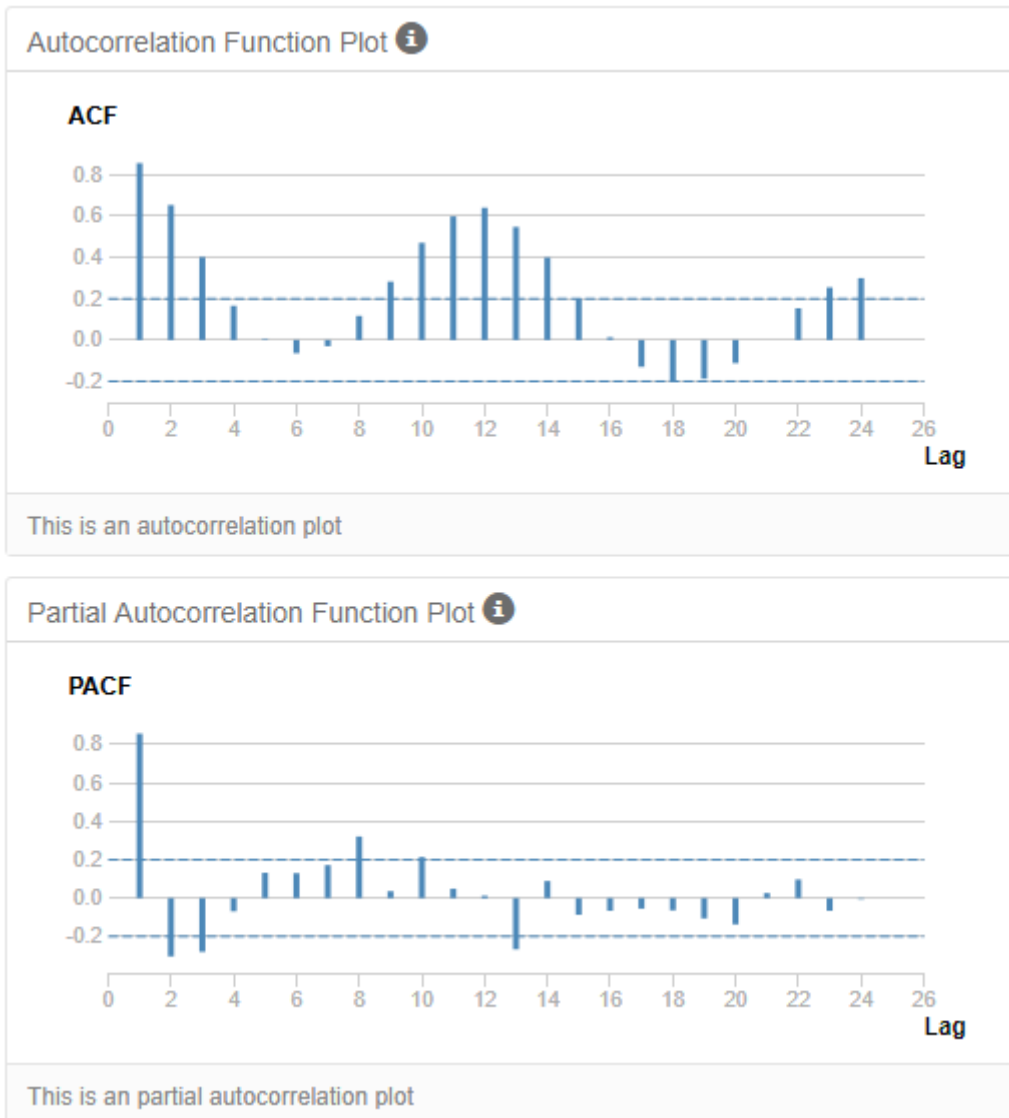 Autocorrelation Function Plot
ACF
0.8
0.6
0.4
0.2
0.0
-0.2
0 2 4 6 8 10 12 14 16 18 20 22 24 26
Lag
This is an autocorrelation plot
Partial Autocorrelation Function Plot
PACF
0.8
0.6
0.4
0.2
0.0
-0.2
0 2 4 6 8 10 12 14 16 18 20 22 24 26
Lag
This is an partial autocorrelation plot